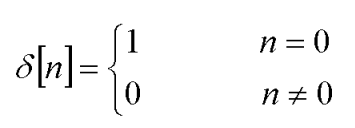 δ[n] = { 1 n = 0
0 n ≠ 0